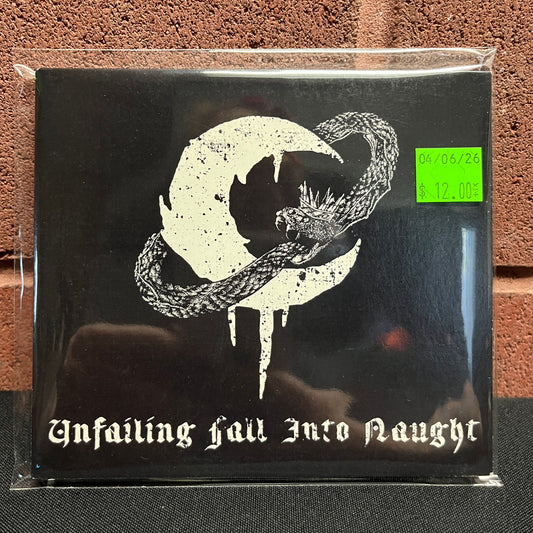 04/06/26
$ 12.00
Unfailing Fall Into Naught